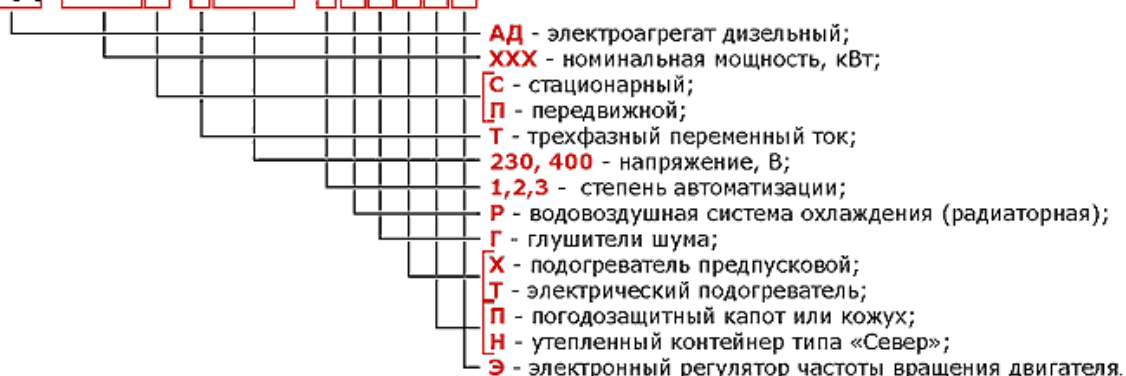 АД - электроагрегат дизельный;
ХХХ - номинальная мощность, кВт;
С - стационарный;
П - передвижной;
Т - трехфазный переменный ток;
230, 400 - напряжение, В;
1,2,3 - степень автоматизации;
Р - водовоздушная система охлаждения (радиаторная);
Г - глушители шума;
Х - подогреватель предпусковой;
Т - электрический подогреватель;
П - погодозащитный капот или кожух;
Н - утепленный контейнер типа «Север»;
Э - электронный регулятор частоты вращения двигателя.